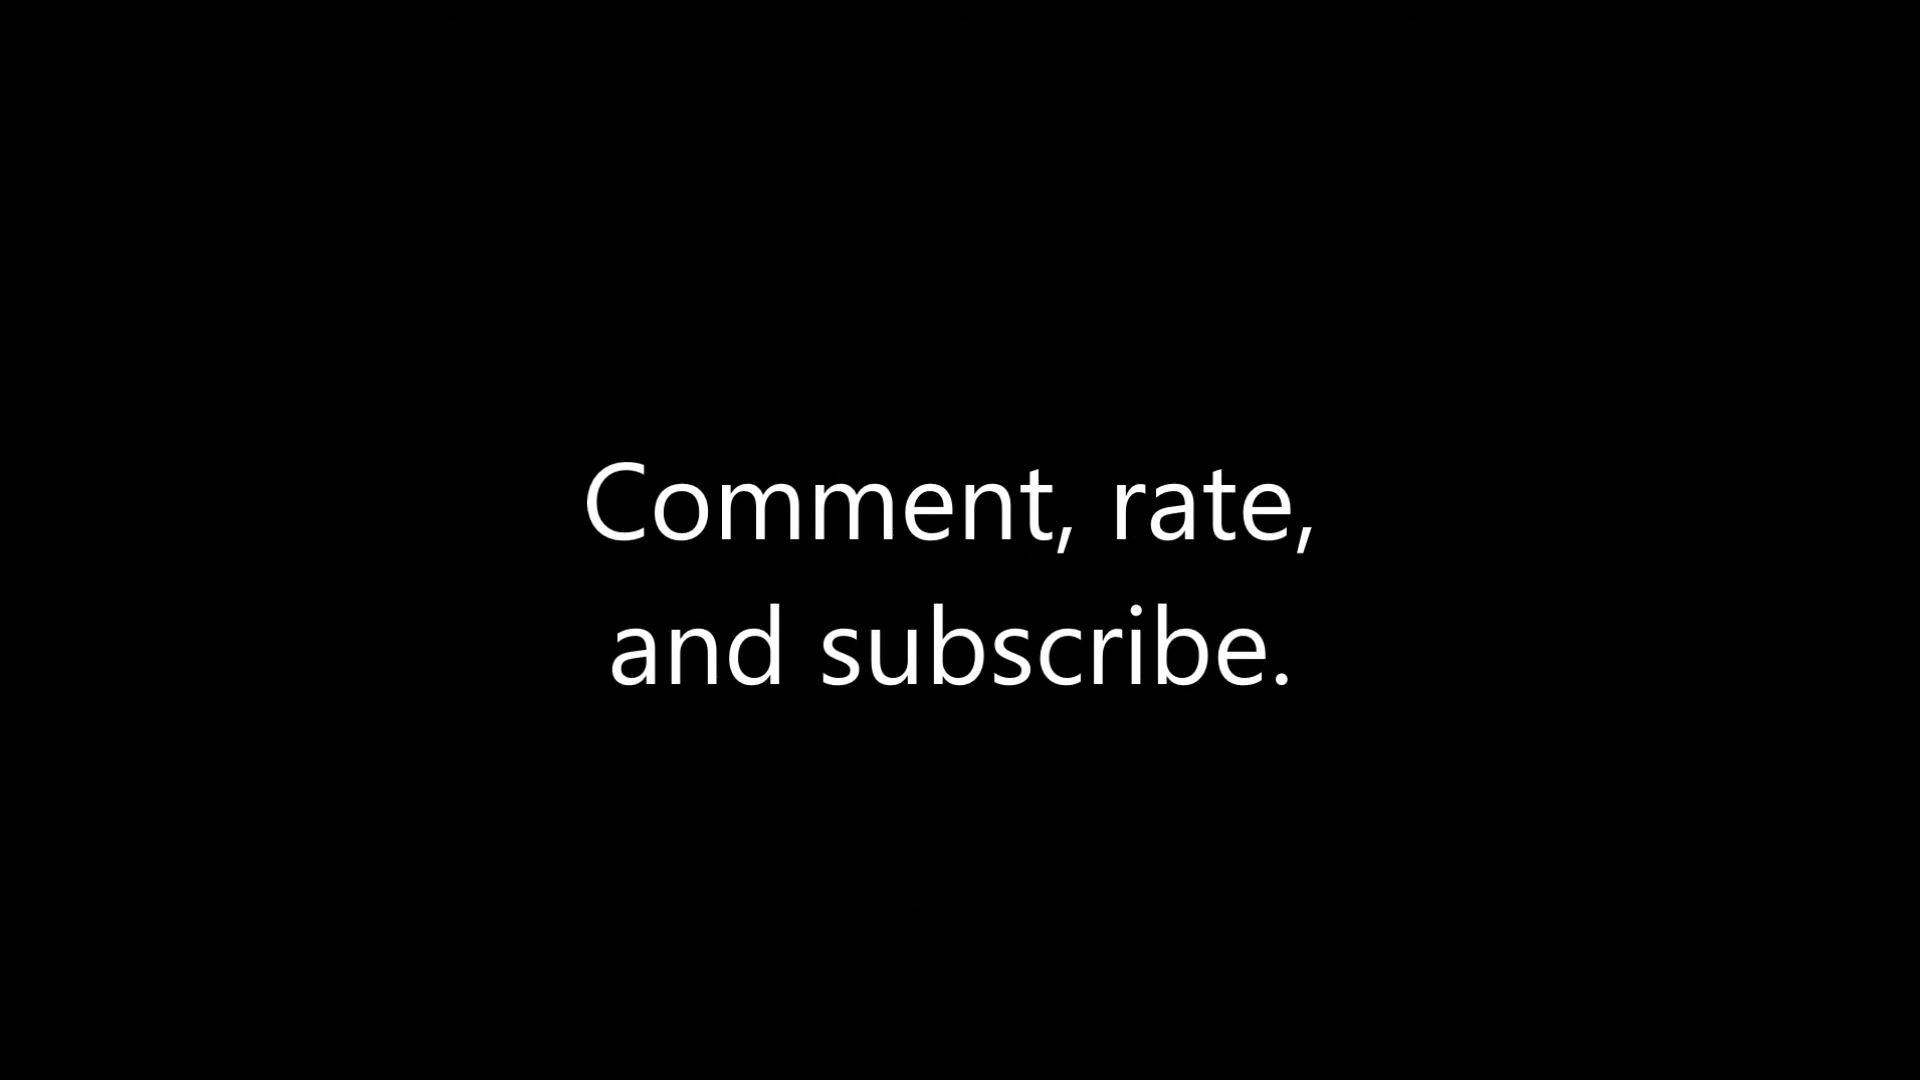 Comment, rate,
and subscribe.